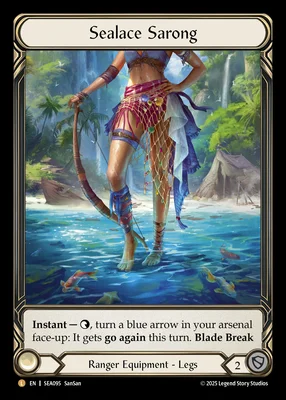 Sealace Sarong
Instant — , turn a blue arrow in your arsenal
face-up: It gets go again this turn. Blade Break
Ranger Equipment - Legs
2
L EN | SEA095 SanSan
© 2025 Legend Story Studios